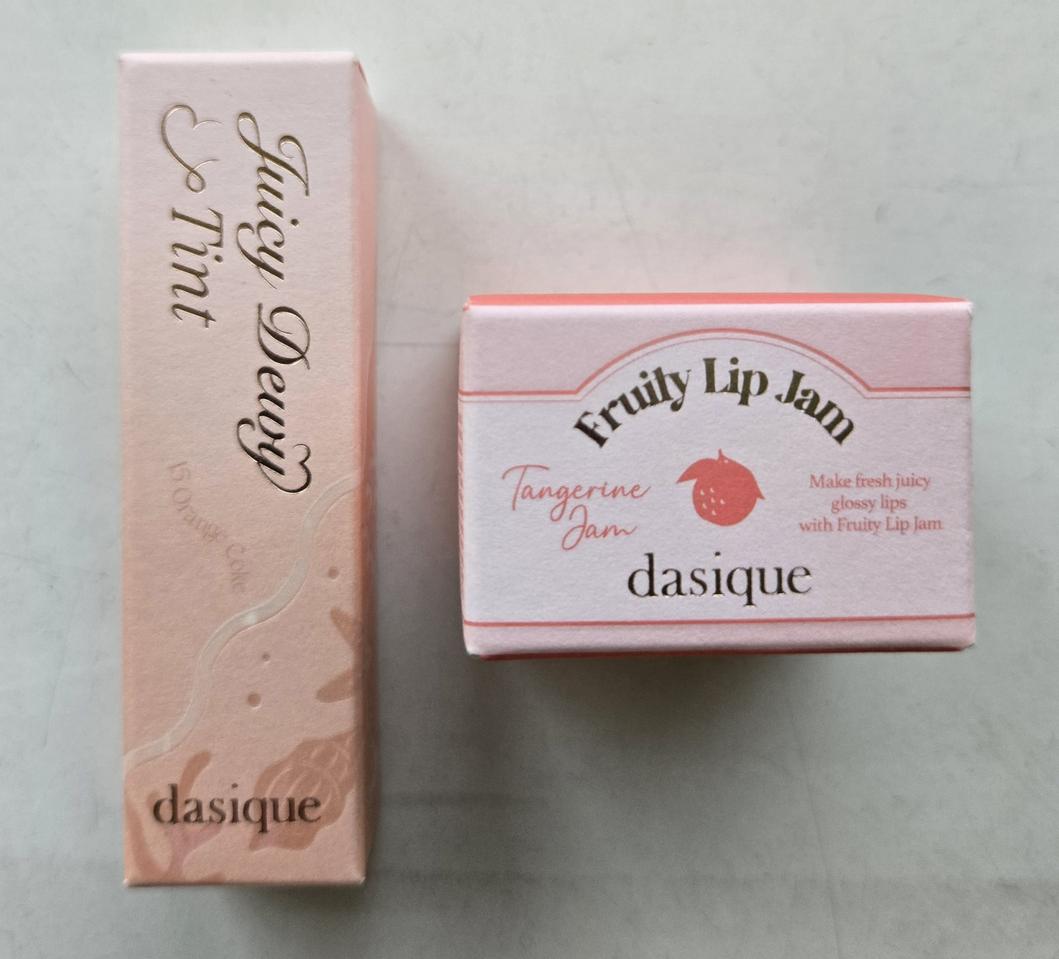 Juicy Dewy
Tint
15 Orange Coke
dasique
Fruity Lip Jam
Tangerine
Jam
Make fresh juicy
glossy lips
with Fruity Lip Jam
dasique